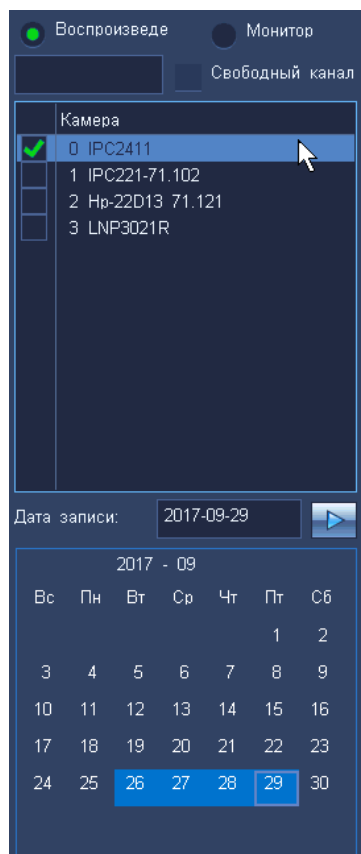 Воспроизведе Монитор
Свободный канал
Камера
0 IPC2411
1 IPC221-71.102
2 Hp-22D13 71.121
3 LNP3021R
Дата записи: 2017-09-29
2017 - 09
Вс Пн Вт Ср Чт Пт Сб
1 2
3 4 5 6 7 8 9
10 11 12 13 14 15 16
17 18 19 20 21 22 23
24 25 26 27 28 29 30